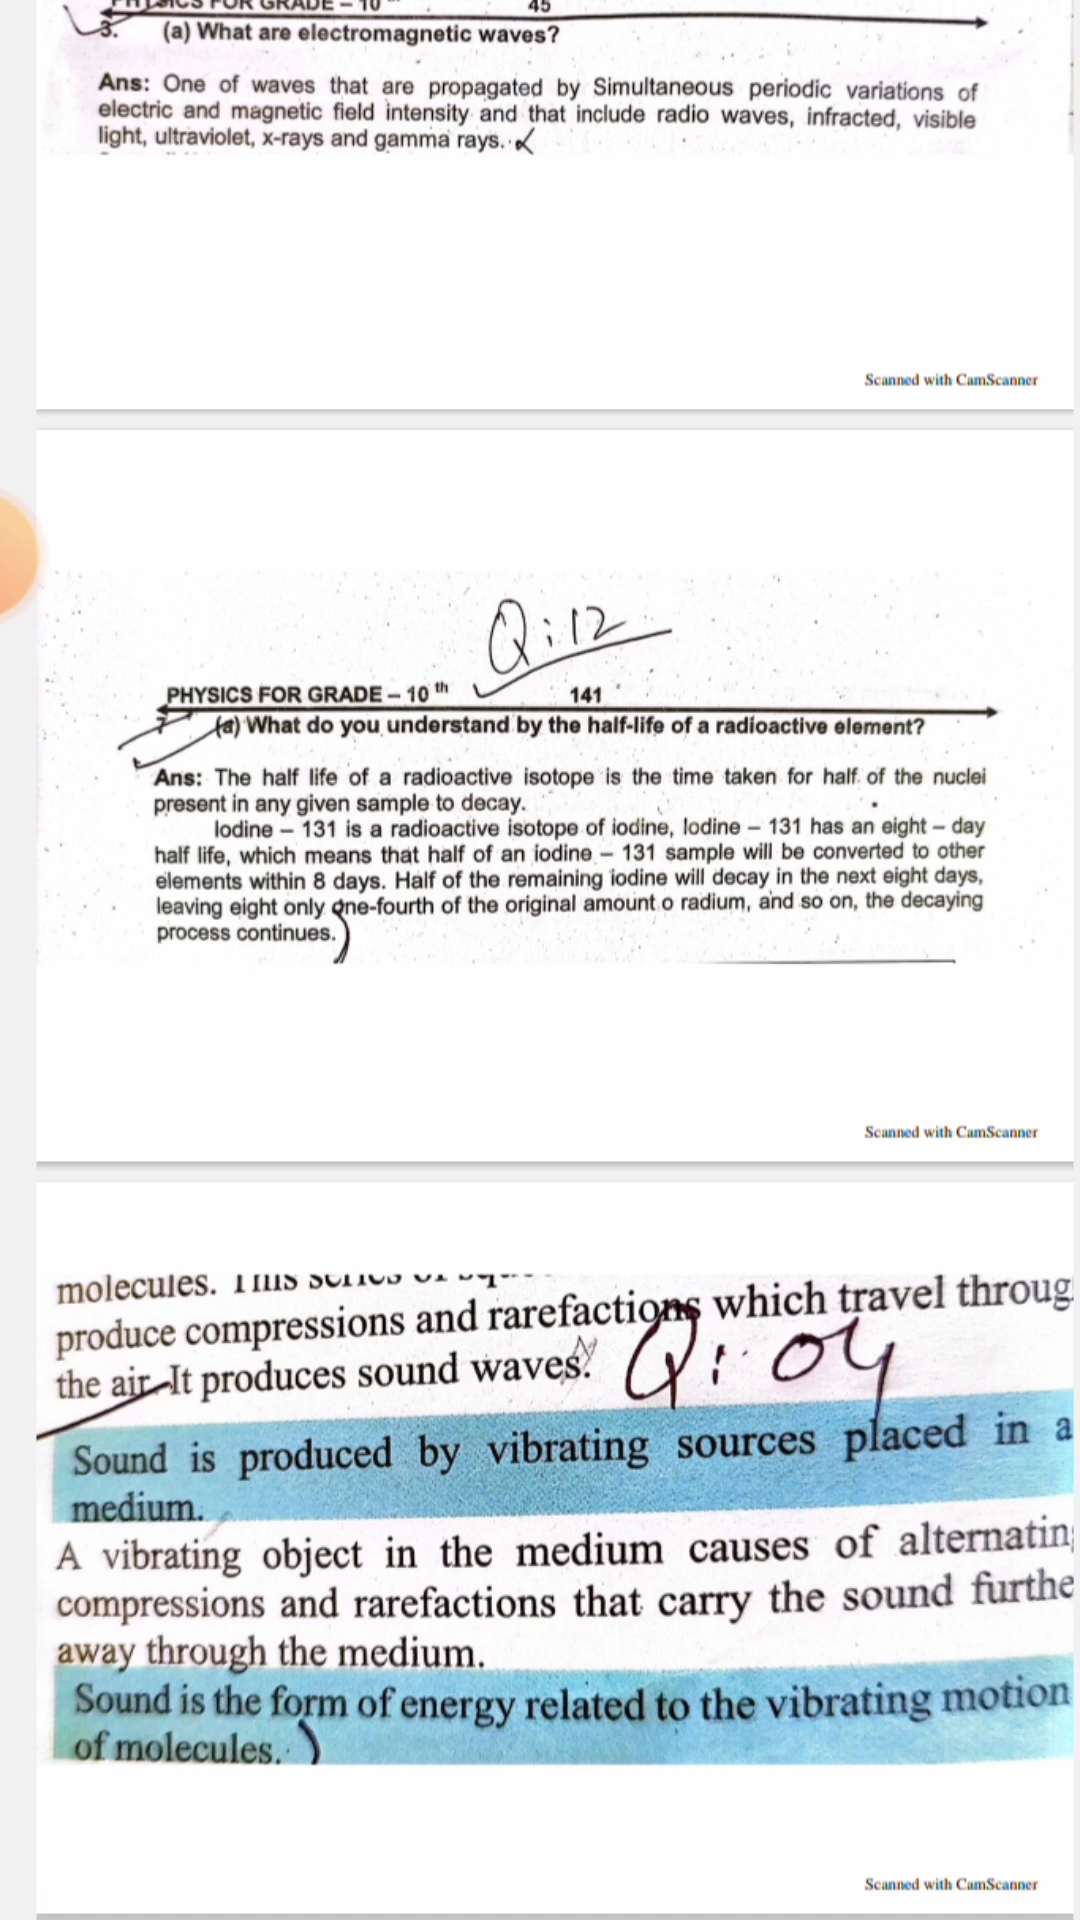 PHYSICS FOR GRADE – 10 45
3. (a) What are electromagnetic waves?
Ans: One of waves that are propagated by Simultaneous periodic variations of
electric and magnetic field intensity and that include radio waves, infracted, visible
light, ultraviolet, x-rays and gamma rays.
Scanned with CamScanner
Q:12
PHYSICS FOR GRADE – 10 th 141
7 (a) What do you understand by the half-life of a radioactive element?
Ans: The half life of a radioactive isotope is the time taken for half of the nuclei
present in any given sample to decay.
Iodine – 131 is a radioactive isotope of iodine, Iodine – 131 has an eight – day
half life, which means that half of an iodine – 131 sample will be converted to other
elements within 8 days. Half of the remaining iodine will decay in the next eight days,
leaving eight only one-fourth of the original amount o radium, and so on, the decaying
process continues.
Scanned with CamScanner
molecules. This series of
produce compressions and rarefactions which travel throug
the air. It produces sound waves.
Q: 04
Sound is produced by vibrating sources placed in a
medium.
A vibrating object in the medium causes of alternatin
compressions and rarefactions that carry the sound furthe
away through the medium.
Sound is the form of energy related to the vibrating motion
of molecules.
Scanned with CamScanner